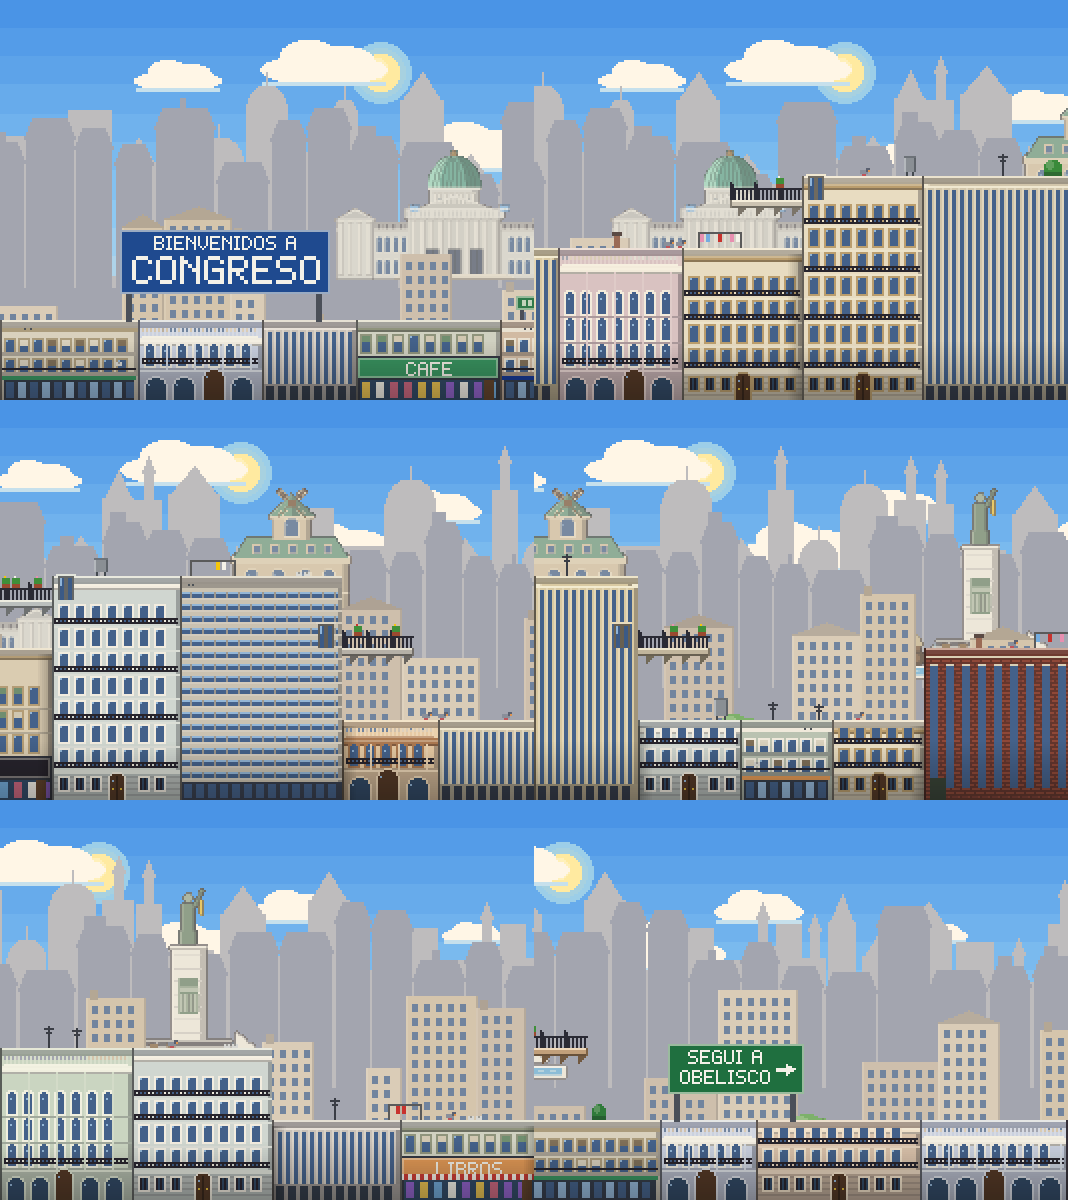 BIENVENIDOS A
CONGRESO
CAFE
LIBROS
SEGUI A
OBELISCO